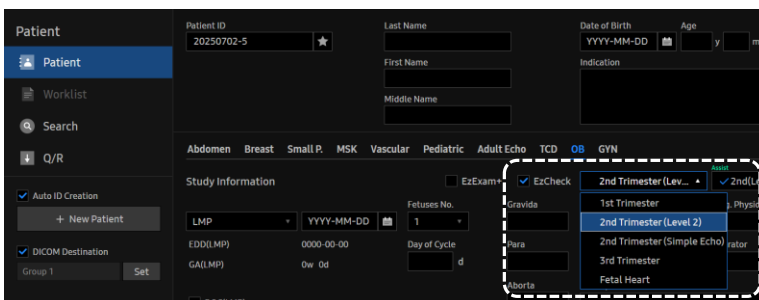 Patient
Patient
Worklist
Search
Q/R
Auto ID Creation
+ New Patient
DICOM Destination
Group 1 Set
Patient ID Last Name Date of Birth Age
20250702-5 YYYY-MM-DD y m
First Name Indication
Middle Name
Abdomen Breast Small P. MSK Vascular Pediatric Adult Echo TCD OB GYN
Assist
Study Information EzExam+ EzCheck 2nd Trimester (Lev... 2nd(L
Fetuses No. Gravida 1st Trimester g. Physic
LMP YYYY-MM-DD 1 2nd Trimester (Level 2)
EDD(LMP) 0000-00-00 Day of Cycle Para 2nd Trimester (Simple Echo) rator
GA(LMP) 0w 0d d 3rd Trimester
Aborta Fetal Heart